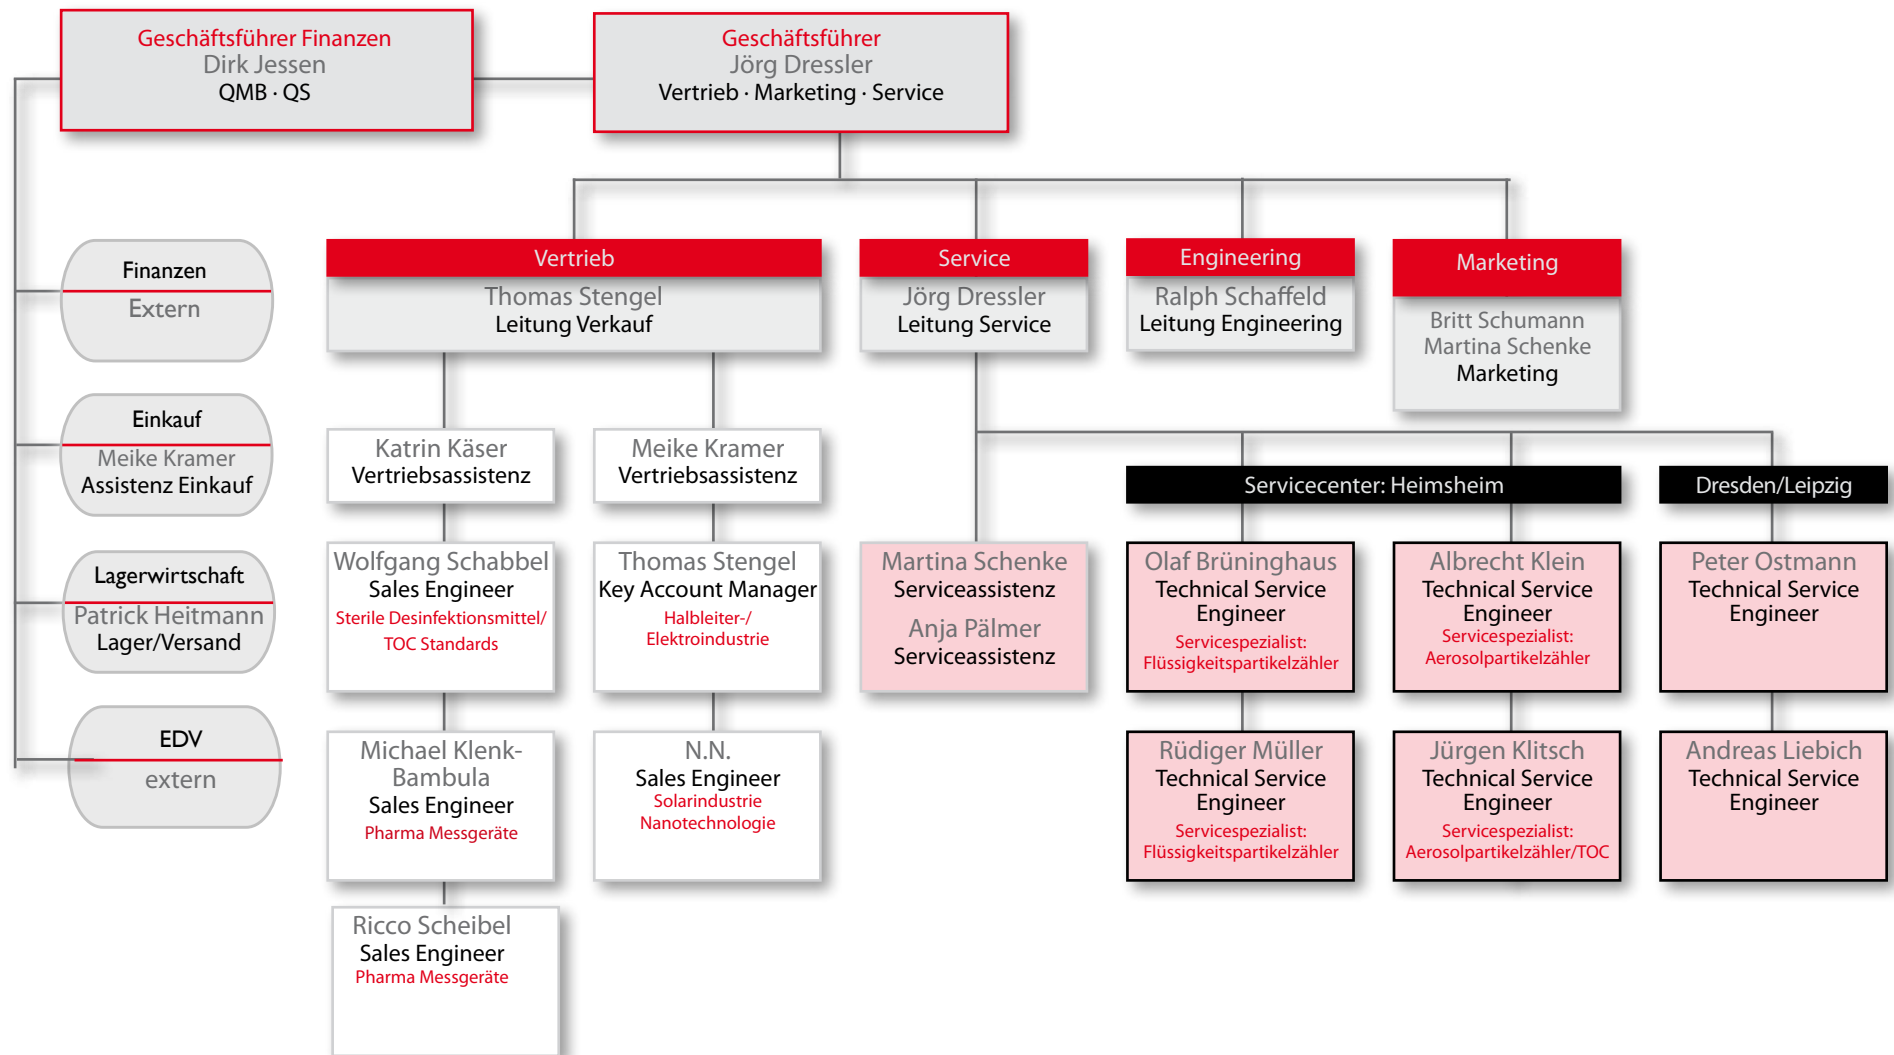 Geschäftsführer Finanzen
Dirk Jessen
QMB · QS
Geschäftsführer
Jörg Dressler
Vertrieb · Marketing · Service
Finanzen
Extern
Einkauf
Meike Kramer
Assistenz Einkauf
Lagerwirtschaft
Patrick Heitmann
Lager/Versand
EDV
extern
Vertrieb
Thomas Stengel
Leitung Verkauf
Katrin Käser
Vertriebsassistenz
Wolfgang Schabbel
Sales Engineer
Sterile Desinfektionsmittel/
TOC Standards
Michael Klenk-
Bambula
Sales Engineer
Pharma Messgeräte
Ricco Scheibel
Sales Engineer
Pharma Messgeräte
Meike Kramer
Vertriebsassistenz
Thomas Stengel
Key Account Manager
Halbleiter-/
Elektroindustrie
N.N.
Sales Engineer
Solarindustrie
Nanotechnologie
Service
Jörg Dressler
Leitung Service
Martina Schenke
Serviceassistenz
Anja Pälmer
Serviceassistenz
Engineering
Ralph Schaffeld
Leitung Engineering
Marketing
Britt Schumann
Martina Schenke
Marketing
Servicecenter: Heimsheim
Olaf Brüninghaus
Technical Service
Engineer
Servicespezialist:
Flüssigkeitspartikelzähler
Rüdiger Müller
Technical Service
Engineer
Servicespezialist:
Flüssigkeitspartikelzähler
Albrecht Klein
Technical Service
Engineer
Servicespezialist:
Aerosolpartikelzähler
Jürgen Klitsch
Technical Service
Engineer
Servicespezialist:
Aerosolpartikelzähler/TOC
Dresden/Leipzig
Peter Ostmann
Technical Service
Engineer
Andreas Liebich
Technical Service
Engineer